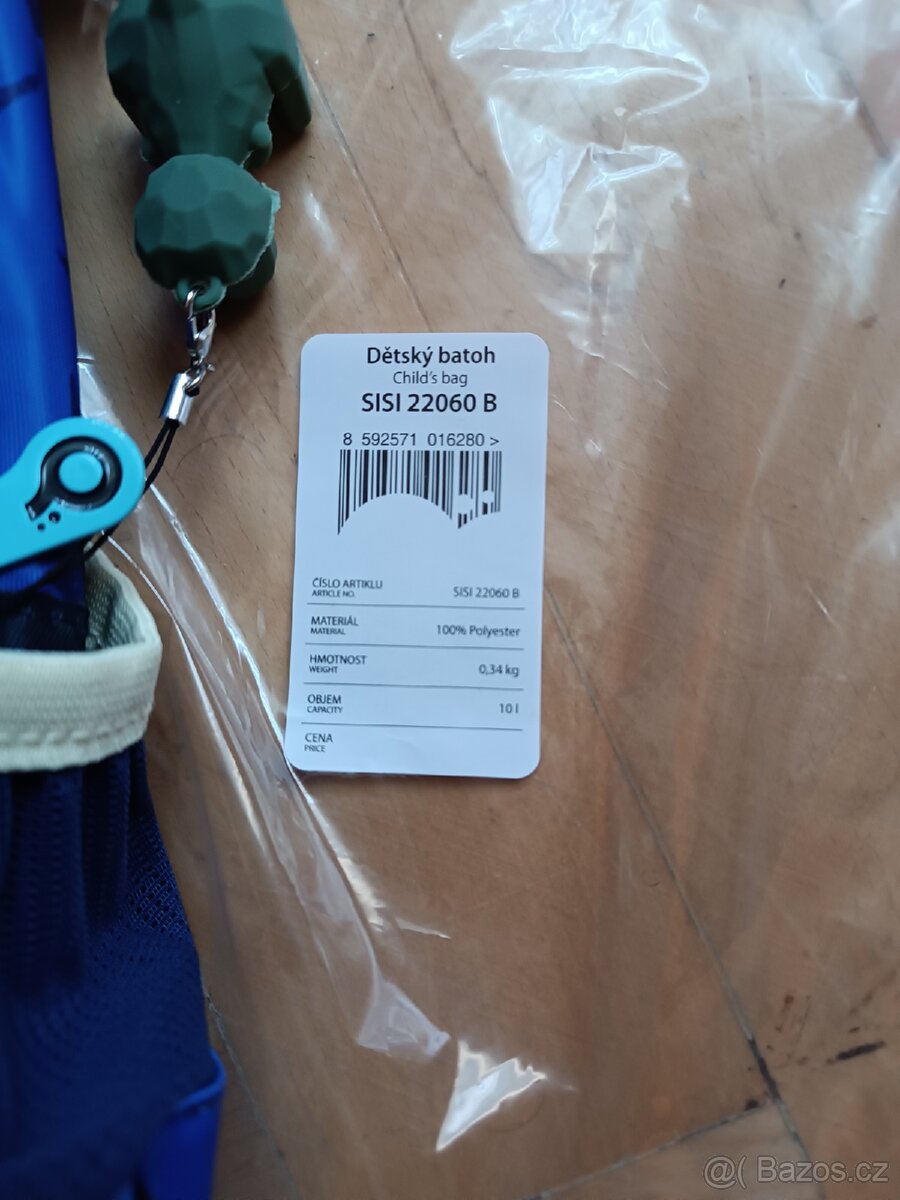 Dětský batoh
Child's bag
SISI 22060 B
8 592571 016280 >
ČÍSLO ARTIKLU
ARTICLE NO.
SISI 22060 B
MATERIÁL
MATERIAL
100% Polyester
HMOTNOST
WEIGHT
0,34 kg
OBJEM
CAPACITY
10 l
CENA
PRICE
@( Bazos.cz